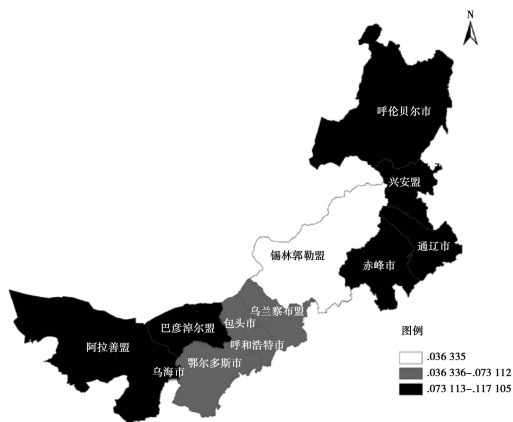 N
呼伦贝尔市
兴安盟
通辽市
赤峰市
锡林郭勒盟
乌兰察布盟
包头市
呼和浩特市
鄂尔多斯市
巴彦淖尔盟
乌海市
阿拉善盟
图例
.036 335
.036 336–.073 112
.073 113–.117 105